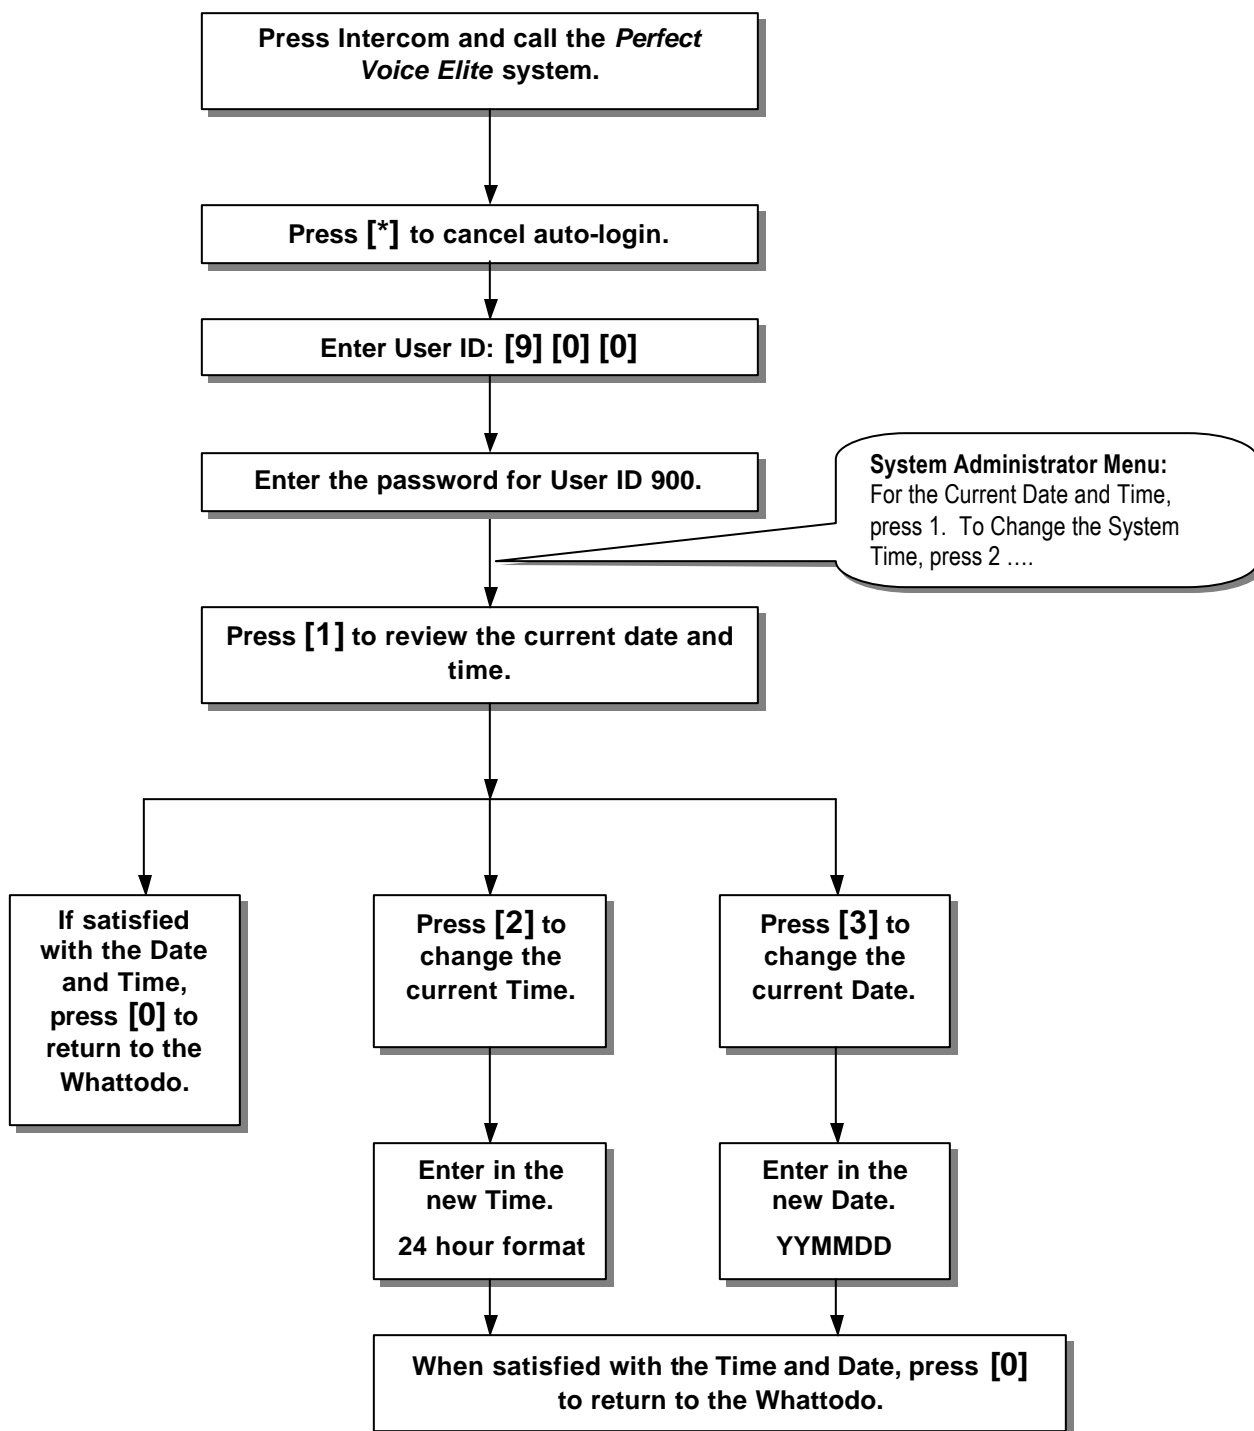 Press Intercom and call the Perfect
Voice Elite system.
Press [*] to cancel auto-login.
Enter User ID: [9] [0] [0]
Enter the password for User ID 900.
System Administrator Menu:
For the Current Date and Time,
press 1. To Change the System
Time, press 2 ….
Press [1] to review the current date and
time.
If satisfied
with the Date
and Time,
press [0] to
return to the
Whattodo.
Press [2] to
change the
current Time.
Press [3] to
change the
current Date.
Enter in the
new Time.
24 hour format
Enter in the
new Date.
YYMMDD
When satisfied with the Time and Date, press [0]
to return to the Whattodo.